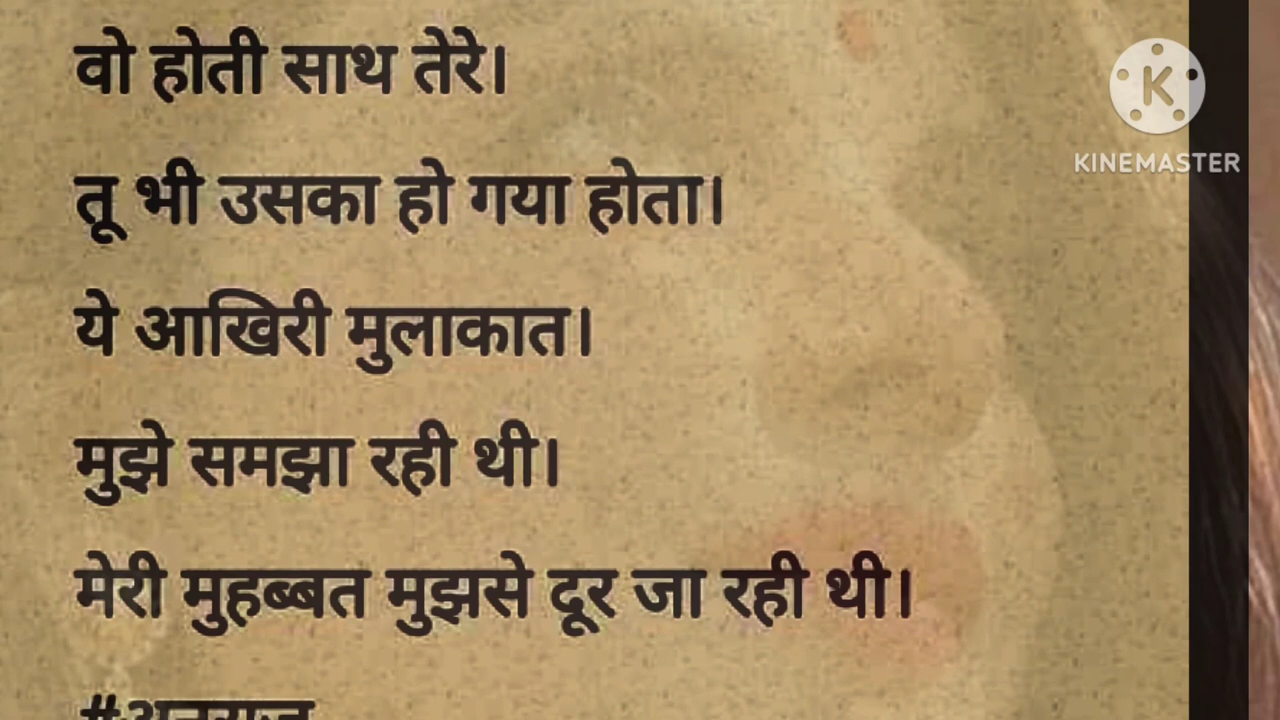 वो होती साथ तेरे।
तू भी उसका हो गया होता।
ये आखिरी मुलाकात।
मुझे समझा रही थी।
मेरी मुहब्बत मुझसे दूर जा रही थी।
K
KINEMASTER